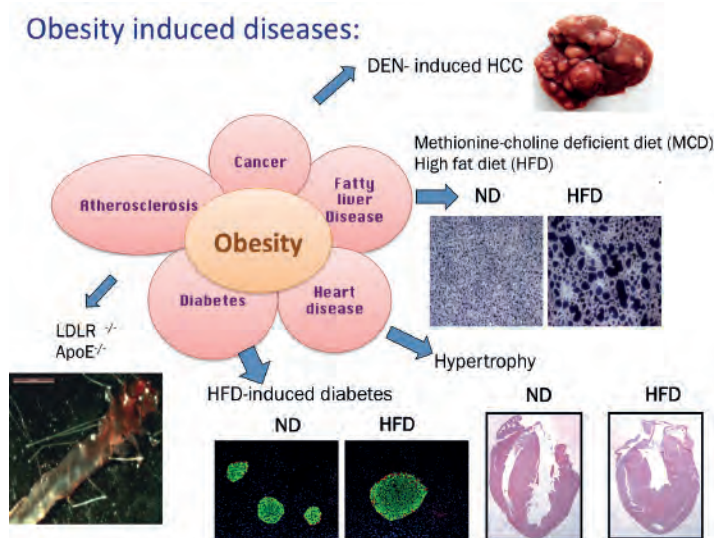 Obesity induced diseases:
DEN- induced HCC
Methionine-choline deficient diet (MCD)
High fat diet (HFD)
ND HFD
Cancer
Atherosclerosis
Fatty
liver
Disease
Obesity
Diabetes
Heart
disease
LDLR -/-
ApoE-/-
HFD-induced diabetes
ND HFD
Hypertrophy
ND HFD